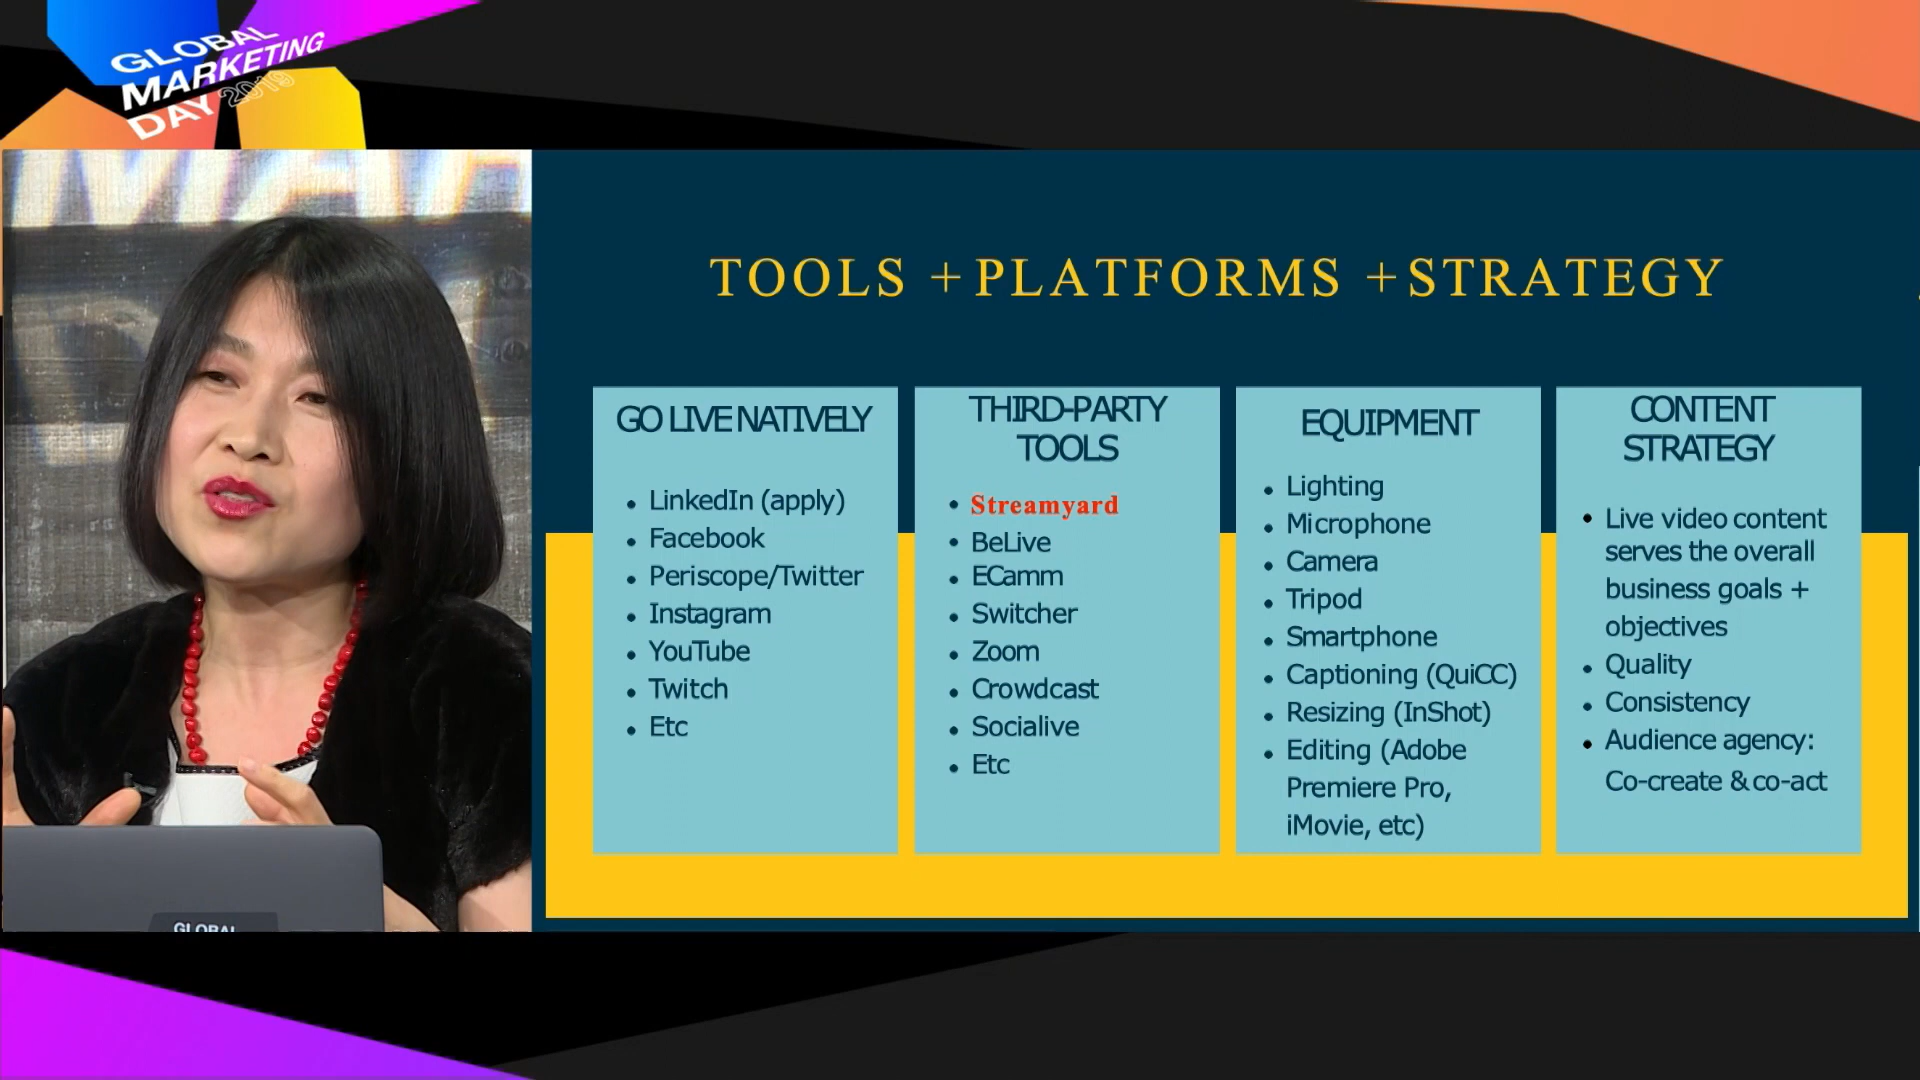 GLOBAL
MARKETING
DAY 2019
MAR
TOOLS + PLATFORMS + STRATEGY
GO LIVE NATIVELY
• LinkedIn (apply)
• Facebook
• Periscope/Twitter
• Instagram
• YouTube
• Twitch
• Etc
THIRD-PARTY
TOOLS
• Streamyard
• BeLive
• ECamm
• Switcher
• Zoom
• Crowdcast
• Socialive
• Etc
EQUIPMENT
• Lighting
• Microphone
• Camera
• Tripod
• Smartphone
• Captioning (QuiCC)
• Resizing (InShot)
• Editing (Adobe
Premiere Pro,
iMovie, etc)
CONTENT
STRATEGY
• Live video content
serves the overall
business goals +
objectives
• Quality
• Consistency
• Audience agency:
Co-create & co-act
GLOBAL